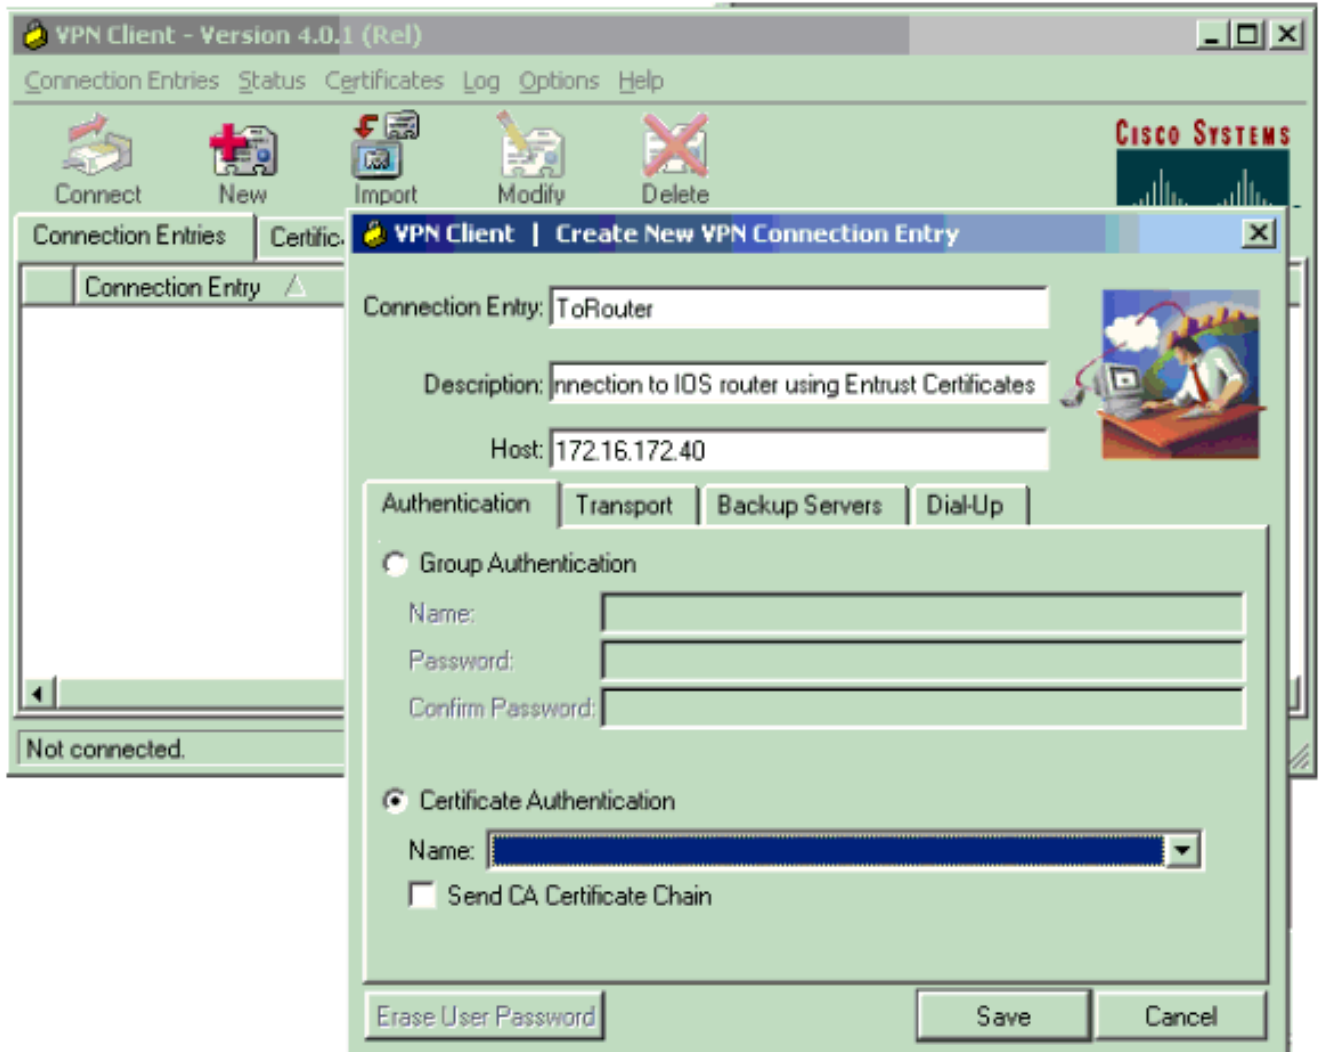 VPN Client - Version 4.0.1 (Rel)
Connection Entries Status Certificates Log Options Help
Connect New Import Modify Delete
CISCO SYSTEMS
Connection Entries
Connection Entry
Not connected.
VPN Client | Create New VPN Connection Entry
Connection Entry: ToRouter
Description: nnection to IOS router using Entrust Certificates
Host: 172.16.172.40
Authentication Transport Backup Servers Dial-Up
Group Authentication
Name:
Password:
Confirm Password:
Certificate Authentication
Name:
Send CA Certificate Chain
Erase User Password Save Cancel